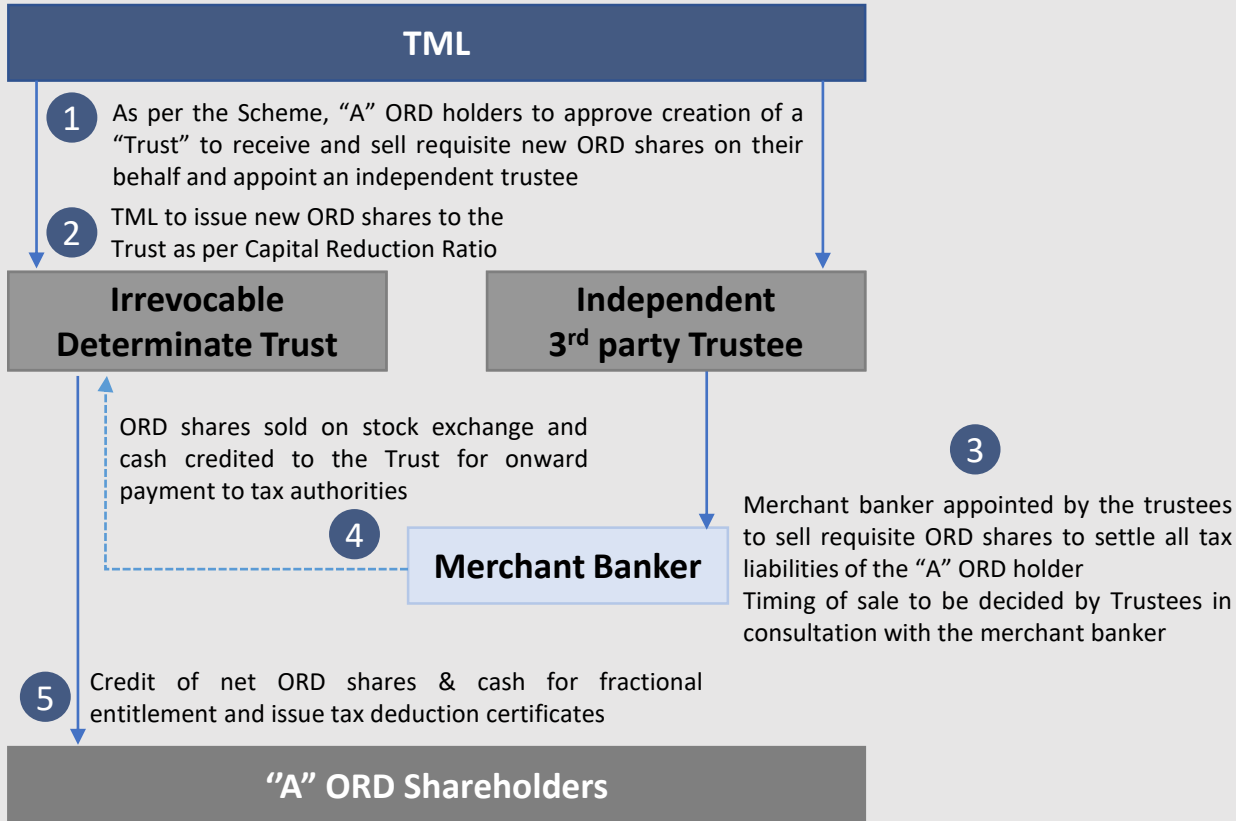 TML
1
As per the Scheme, “A” ORD holders to approve creation of a
“Trust” to receive and sell requisite new ORD shares on their
behalf and appoint an independent trustee
2
TML to issue new ORD shares to the
Trust as per Capital Reduction Ratio
Irrevocable
Determinate Trust
Independent
3rd party Trustee
3
Merchant banker appointed by the trustees
to sell requisite ORD shares to settle all tax
liabilities of the “A” ORD holder
Timing of sale to be decided by Trustees in
consultation with the merchant banker
ORD shares sold on stock exchange and
cash credited to the Trust for onward
payment to tax authorities
4
Merchant Banker
5
Credit of net ORD shares & cash for fractional
entitlement and issue tax deduction certificates
‘’A” ORD Shareholders